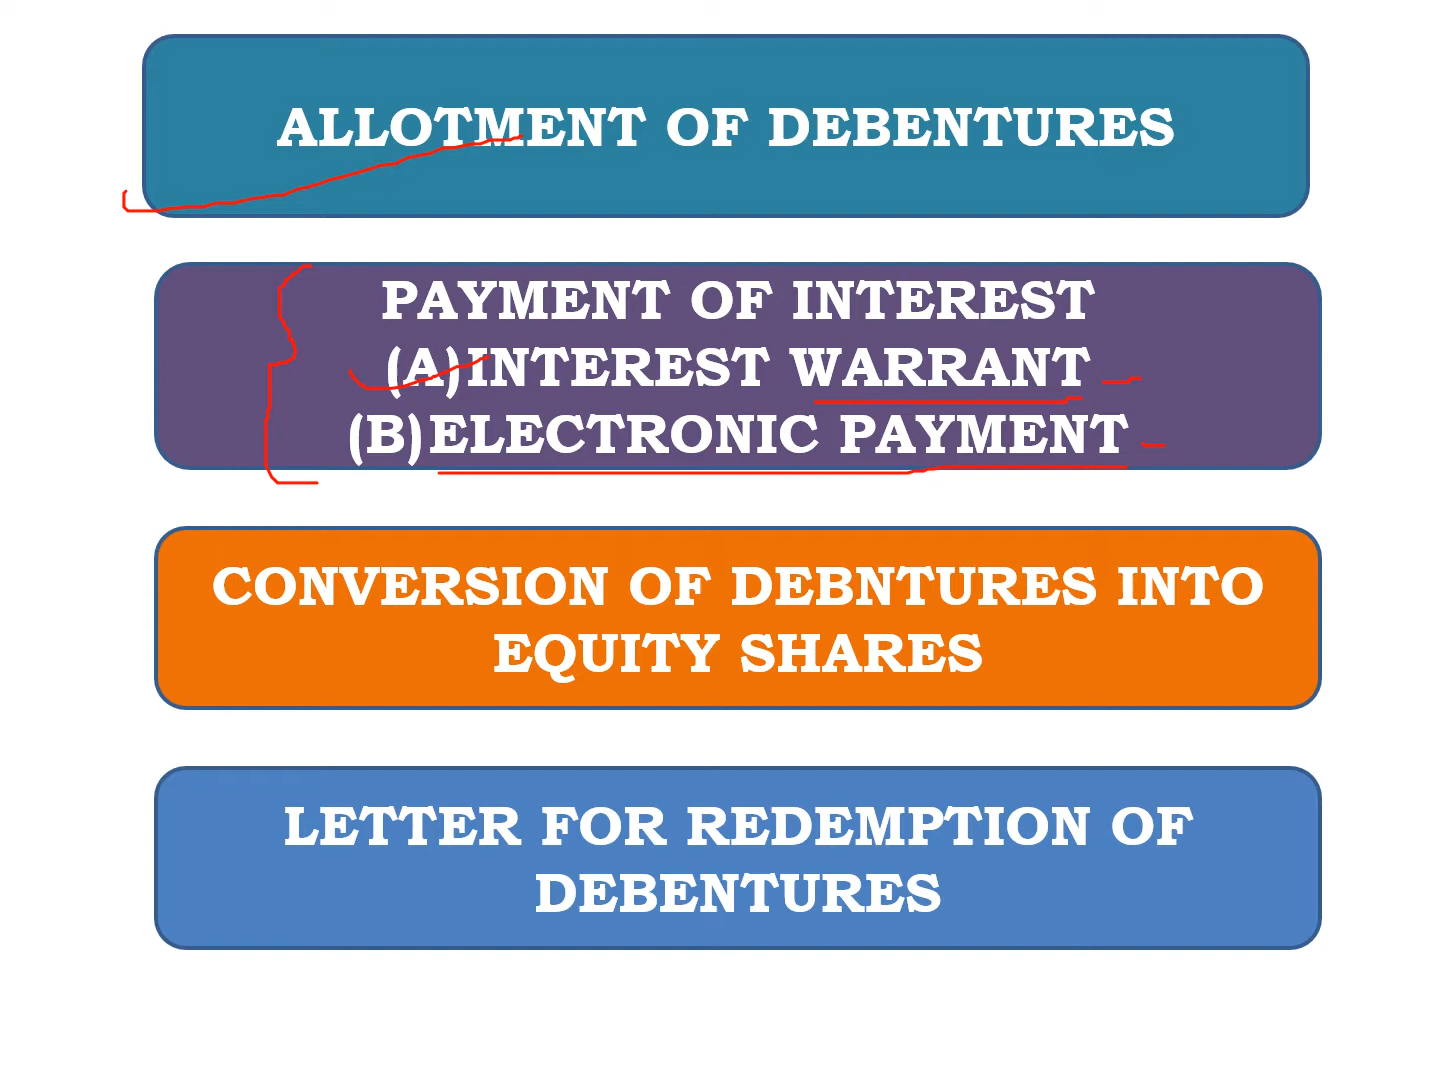 ALLOTMENT OF DEBENTURES
PAYMENT OF INTEREST
(A)INTEREST WARRANT
(B)ELECTRONIC PAYMENT
CONVERSION OF DEBNTURES INTO
EQUITY SHARES
LETTER FOR REDEMPTION OF
DEBENTURES